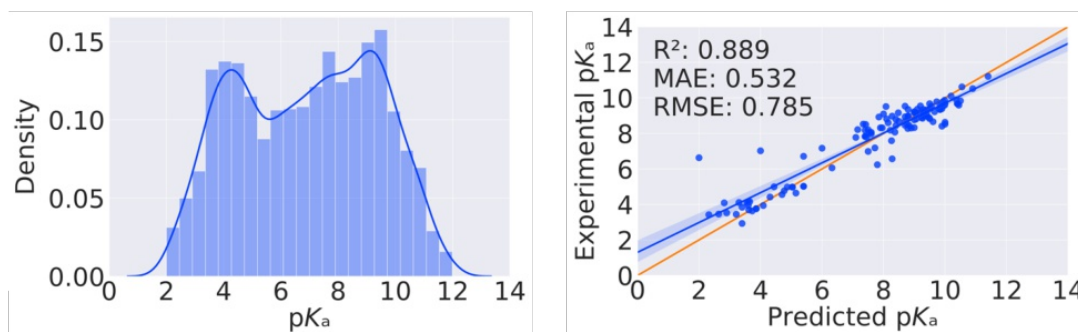 Density
0.15
0.10
0.05
0.00
0 2 4 6 8 10 12 14
pKₐ
Experimental pKₐ
14
12
10
8
6
4
2
0
R²: 0.889
MAE: 0.532
RMSE: 0.785
0 2 4 6 8 10 12 14
Predicted pKₐ